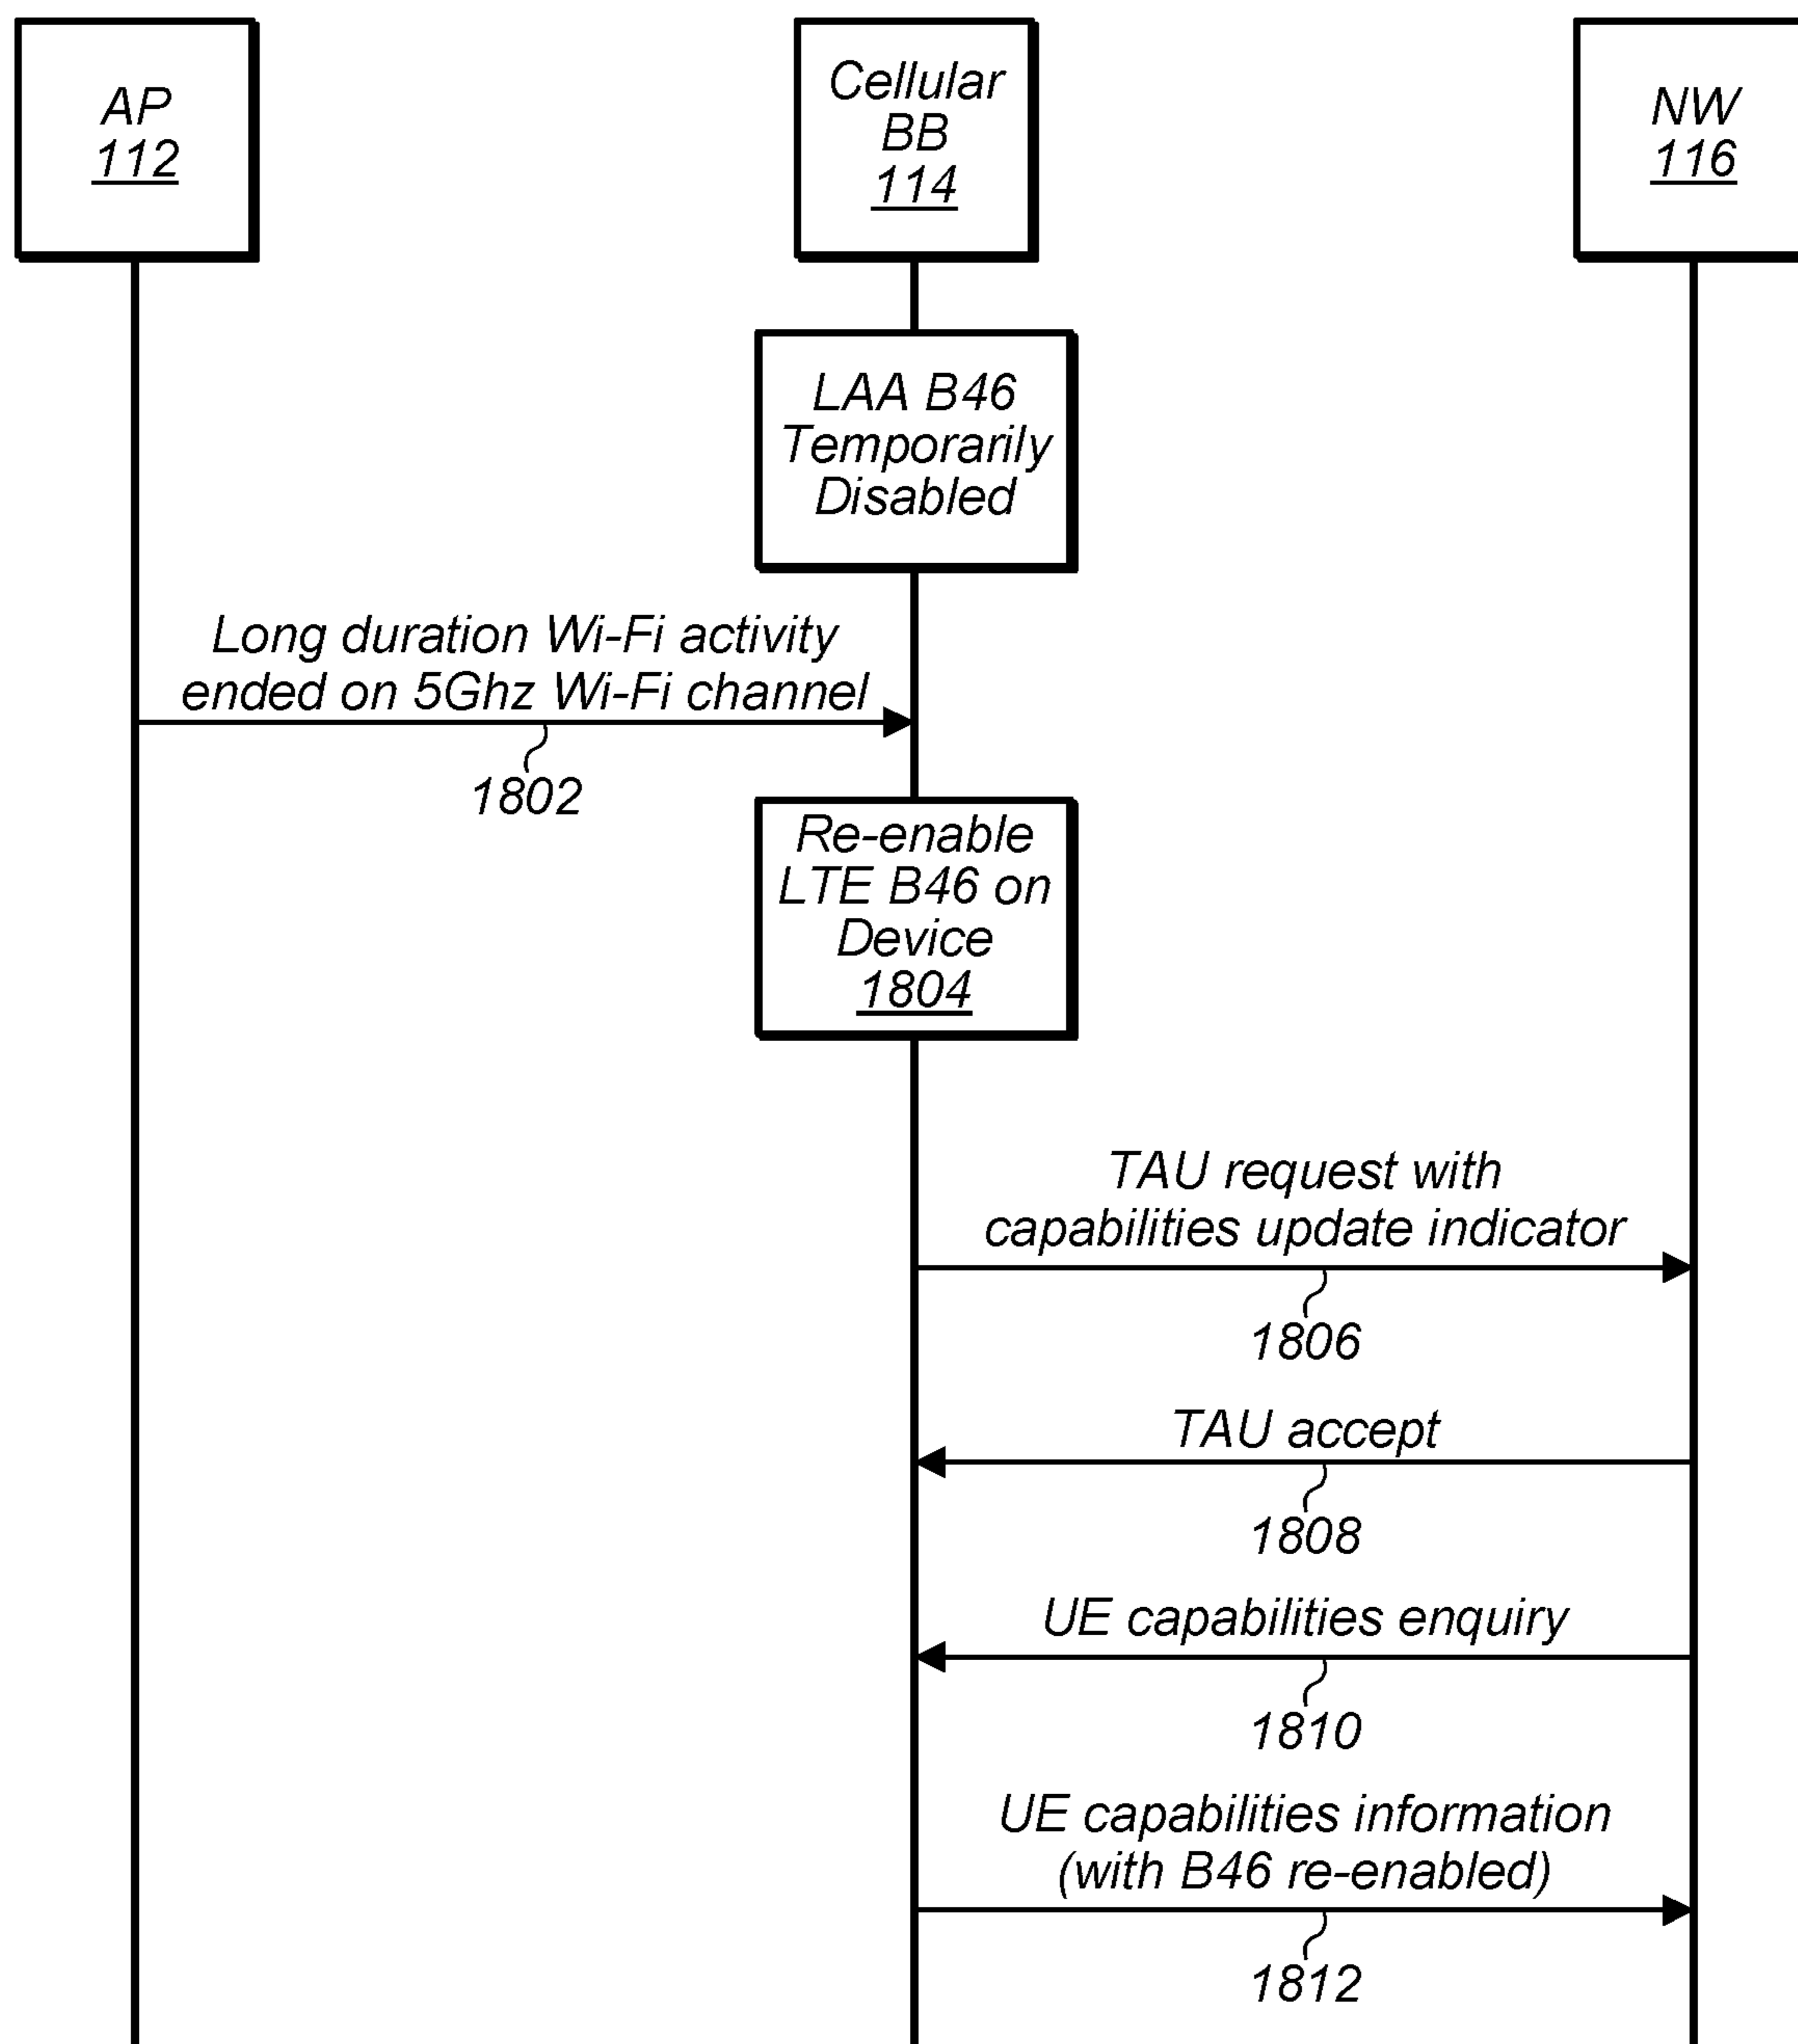 AP
112
Cellular
BB
114
NW
116
LAA B46
Temporarily
Disabled
Long duration Wi-Fi activity
ended on 5Ghz Wi-Fi channel
1802
Re-enable
LTE B46 on
Device
1804
TAU request with
capabilities update indicator
1806
TAU accept
1808
UE capabilities enquiry
1810
UE capabilities information
(with B46 re-enabled)
1812